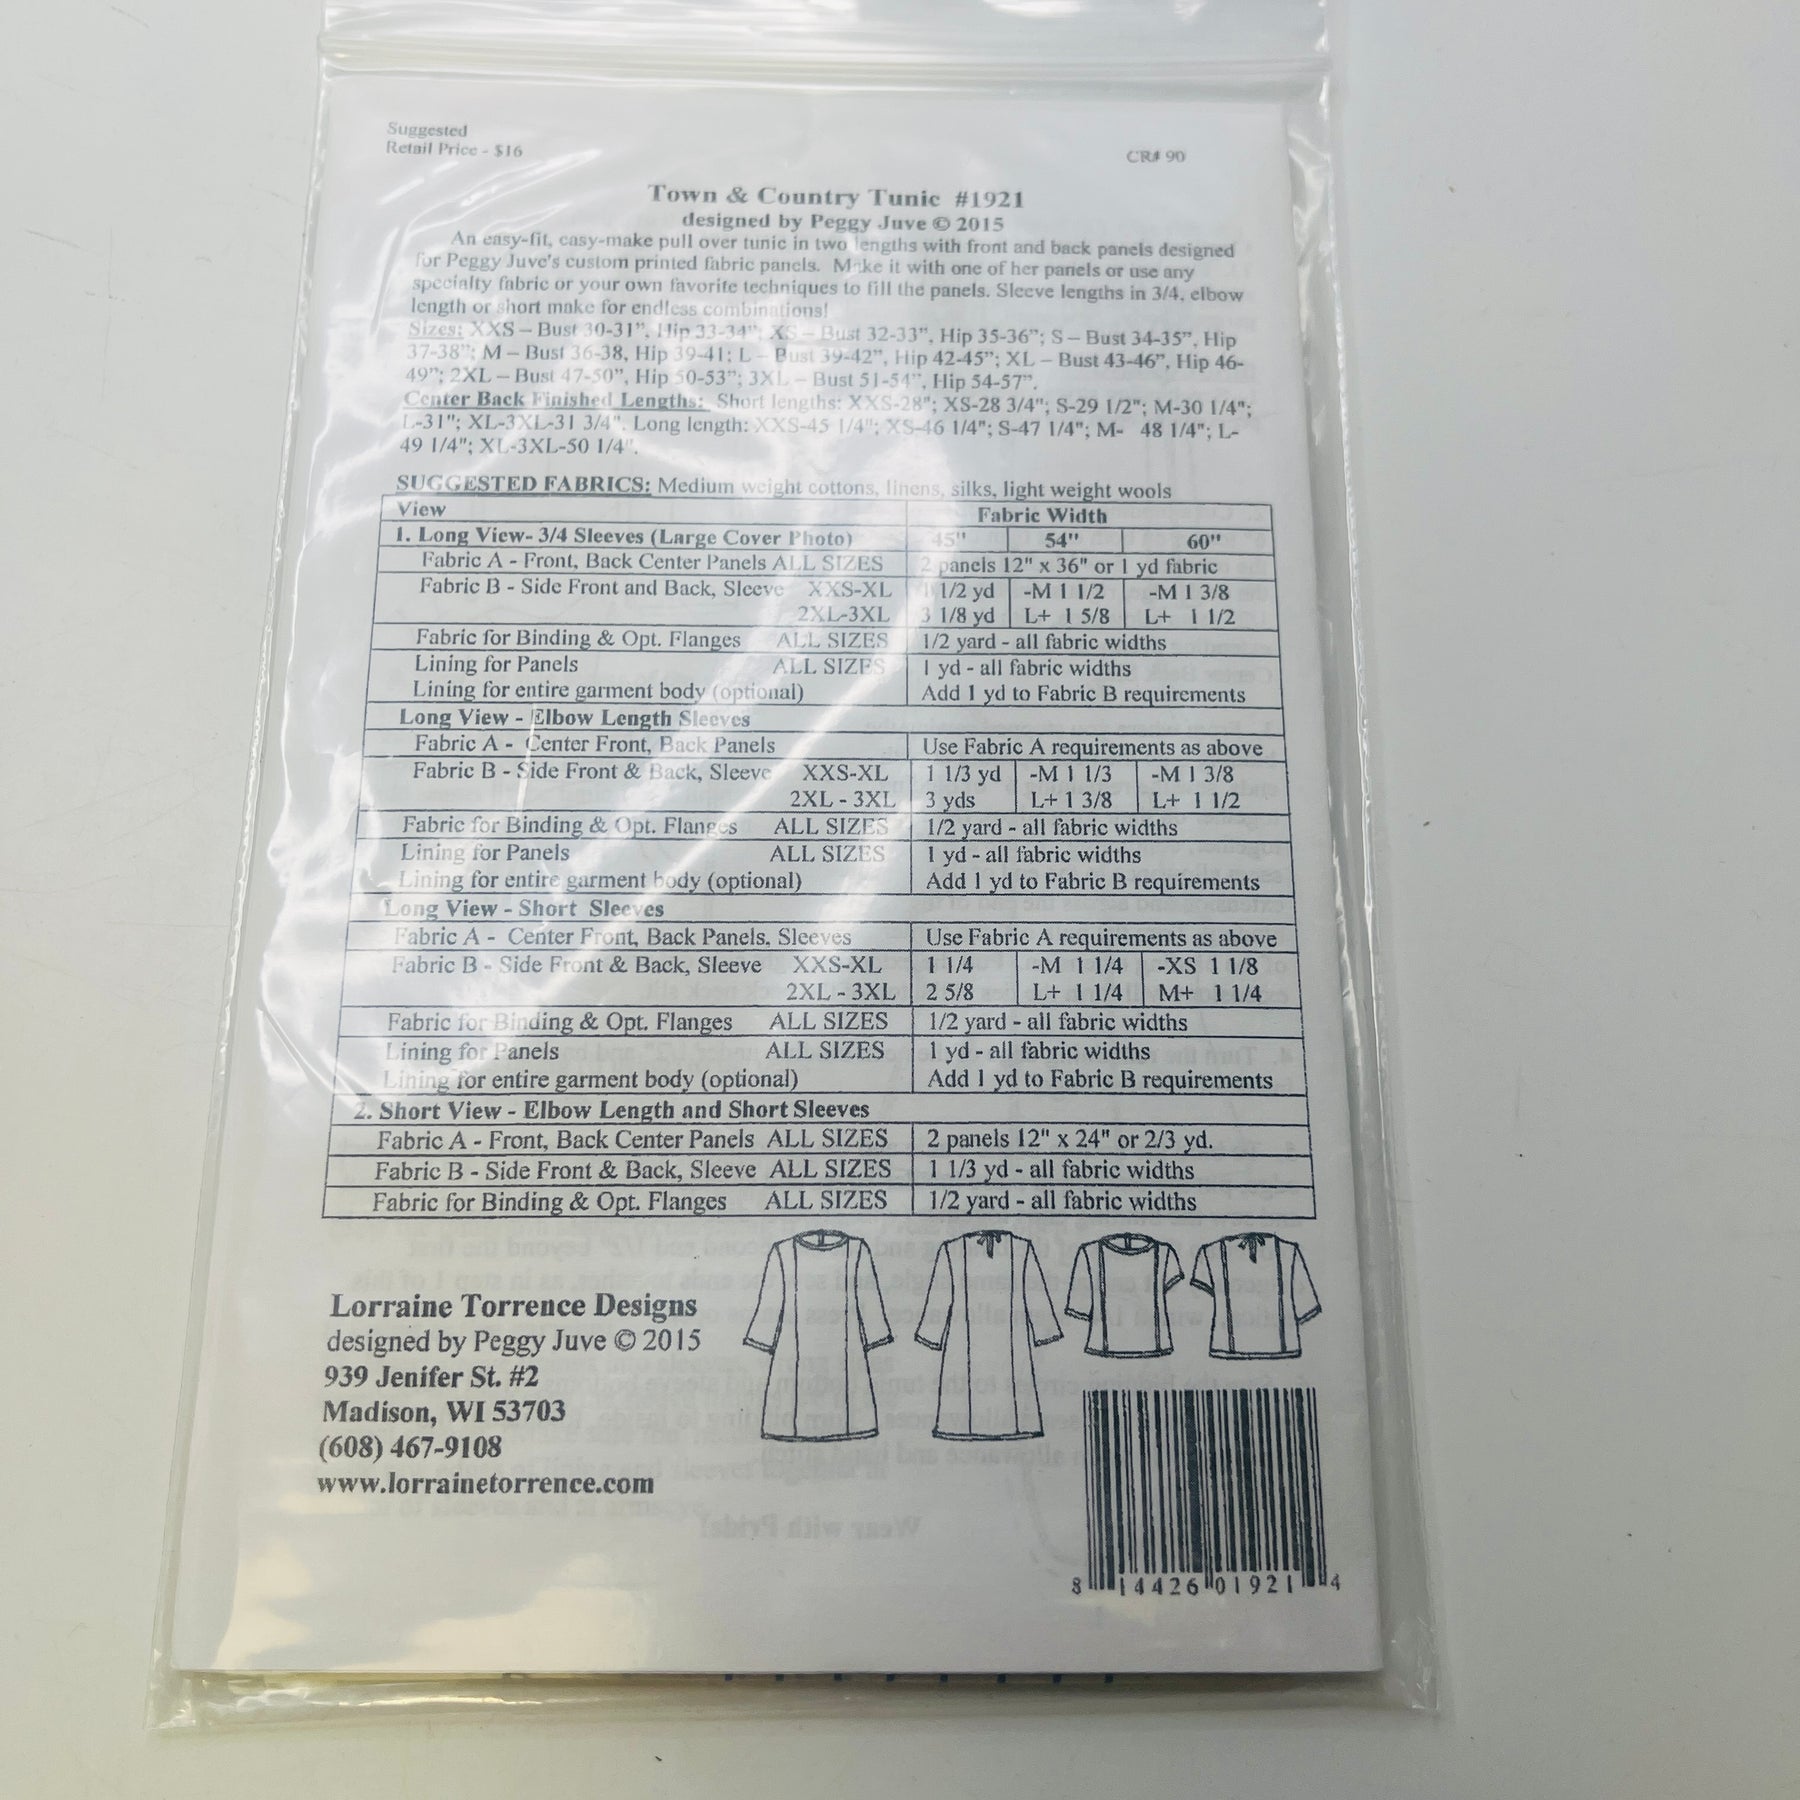 Suggested
Retail Price - $16
CR# 90
Town & Country Tunic #1921
designed by Peggy Juve © 2015
An easy-fit, casy-make pull over tunic in two lengths with front and back panels designed
for Peggy Juve's custom printed fabric panels. Make it with one of her panels or use any
specialty fabric or your own favorite techniques to fill the panels. Sleeve lengths in 3/4, elbow
length or short make for endless combinations!
Sizes: XXS – Bust 30-31", Hip 33-34"; XS – Bust 32-33", Hip 35-36"; S – Bust 34-35", Hip
37-38"; M – Bust 36-38, Hip 39-41; L – Bust 39-42", Hip 42-45"; XL – Bust 43-46", Hip 46-
49"; 2XL – Bust 47-50", Hip 50-53"; 3XL – Bust 51-54", Hip 54-57".
Center Back Finished Lengths: Short lengths: XXS-28"; XS-28 3/4"; S-29 1/2"; M-30 1/4";
L-31"; XL-3XL-31 3/4". Long length: XXS-45 1/4"; XS-46 1/4"; S-47 1/4"; M- 48 1/4"; L-
49 1/4"; XL-3XL-50 1/4".
SUGGESTED FABRICS: Medium weight cottons, linens, silks, light weight wools
View Fabric Width
1. Long View- 3/4 Sleeves (Large Cover Photo) 45" 54" 60"
Fabric A - Front, Back Center Panels ALL SIZES 2 panels 12" x 36" or 1 yd fabric
Fabric B - Side Front and Back, Sleeve XXS-XL 1/2 yd -M 1 1/2 -M 1 3/8
2XL-3XL 3 1/8 yd L+ 1 5/8 L+ 1 1/2
Fabric for Binding & Opt. Flanges ALL SIZES 1/2 yard - all fabric widths
Lining for Panels ALL SIZES 1 yd - all fabric widths
Lining for entire garment body (optional) Add 1 yd to Fabric B requirements
Long View - Elbow Length Sleeves
Fabric A - Center Front, Back Panels Use Fabric A requirements as above
Fabric B - Side Front & Back, Sleeve XXS-XL 1 1/3 yd -M 1 1/3 -M 1 3/8
2XL - 3XL 3 yds L+ 1 3/8 L+ 1 1/2
Fabric for Binding & Opt. Flanges ALL SIZES 1/2 yard - all fabric widths
Lining for Panels ALL SIZES 1 yd - all fabric widths
Lining for entire garment body (optional) Add 1 yd to Fabric B requirements
Long View - Short Sleeves
Fabric A - Center Front, Back Panels, Sleeves Use Fabric A requirements as above
Fabric B - Side Front & Back, Sleeve XXS-XL 1 1/4 -M 1 1/4 -XS 1 1/8
2XL - 3XL 2 5/8 L+ 1 1/4 M+ 1 1/4
Fabric for Binding & Opt. Flanges ALL SIZES 1/2 yard - all fabric widths
Lining for Panels ALL SIZES 1 yd - all fabric widths
Lining for entire garment body (optional) Add 1 yd to Fabric B requirements
2. Short View - Elbow Length and Short Sleeves
Fabric A - Front, Back Center Panels ALL SIZES 2 panels 12" x 24" or 2/3 yd.
Fabric B - Side Front & Back, Sleeve ALL SIZES 1 1/3 yd - all fabric widths
Fabric for Binding & Opt. Flanges ALL SIZES 1/2 yard - all fabric widths
Lorraine Torrence Designs
designed by Peggy Juve © 2015
939 Jenifer St. #2
Madison, WI 53703
(608) 467-9108
www.lorrainetorrence.com
8 14426 01921 4